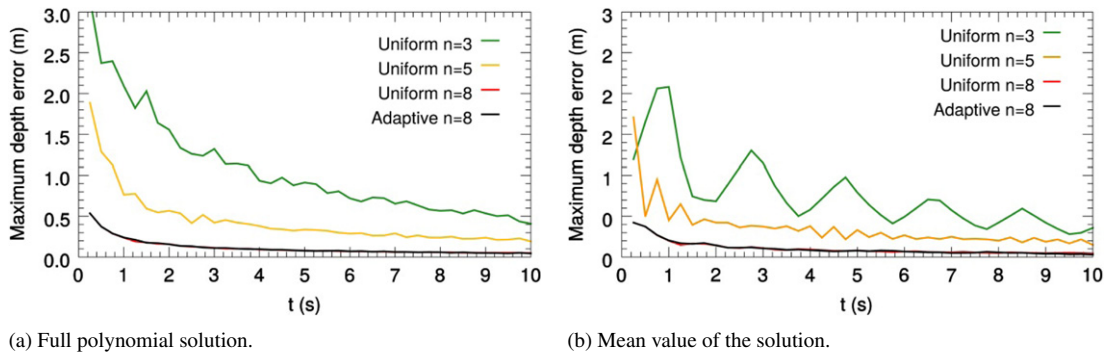 3.0
2.5
2.0
1.5
1.0
0.5
0.0
Maximum depth error (m)
0 1 2 3 4 5 6 7 8 9 10
t (s)
Uniform n=3
Uniform n=5
Uniform n=8
Adaptive n=8
(a) Full polynomial solution.
3
2
2
2
0
0
0
Maximum depth error (m)
0 1 2 3 4 5 6 7 8 9 10
t (s)
Uniform n=3
Uniform n=5
Uniform n=8
Adaptive n=8
(b) Mean value of the solution.